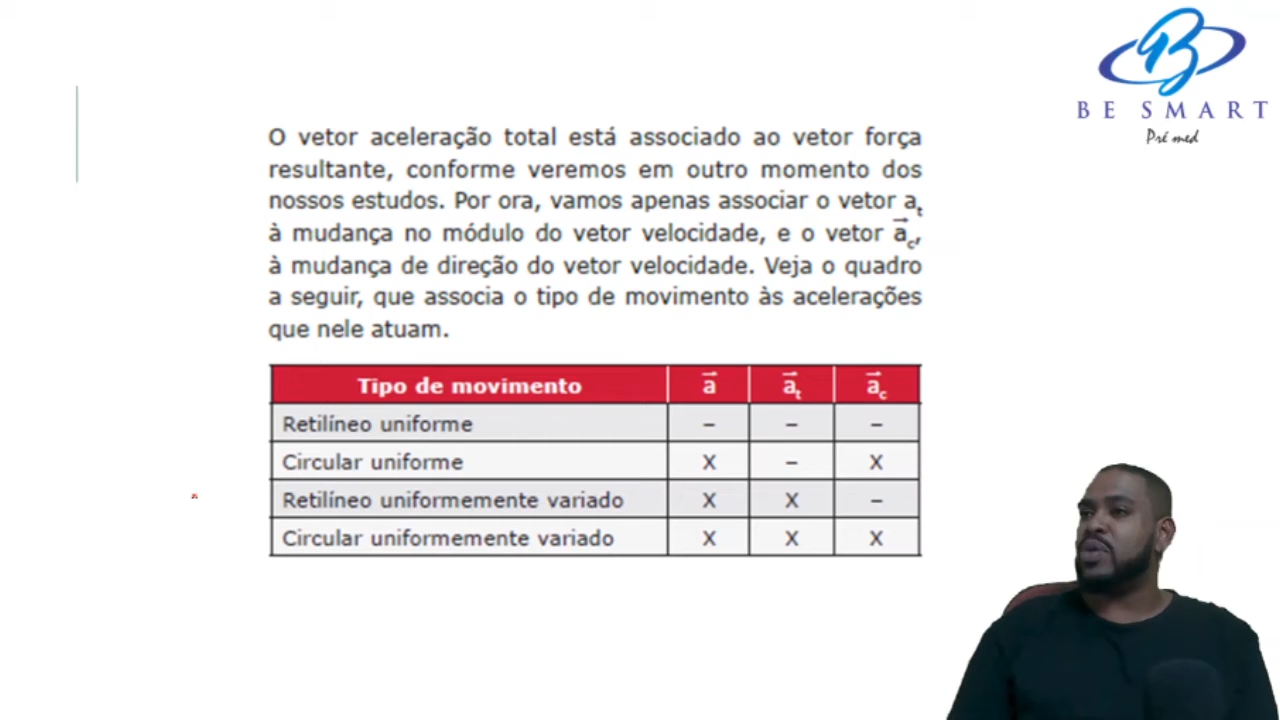 BE SMART
Pré med
O vetor aceleração total está associado ao vetor força
resultante, conforme veremos em outro momento dos
nossos estudos. Por ora, vamos apenas associar o vetor aₜ
à mudança no módulo do vetor velocidade, e o vetor a⃗꜀,
à mudança de direção do vetor velocidade. Veja o quadro
a seguir, que associa o tipo de movimento às acelerações
que nele atuam.
Tipo de movimento a⃗ a⃗ₜ a⃗꜀
Retilíneo uniforme – – –
Circular uniforme X – X
Retilíneo uniformemente variado X X –
Circular uniformemente variado X X X